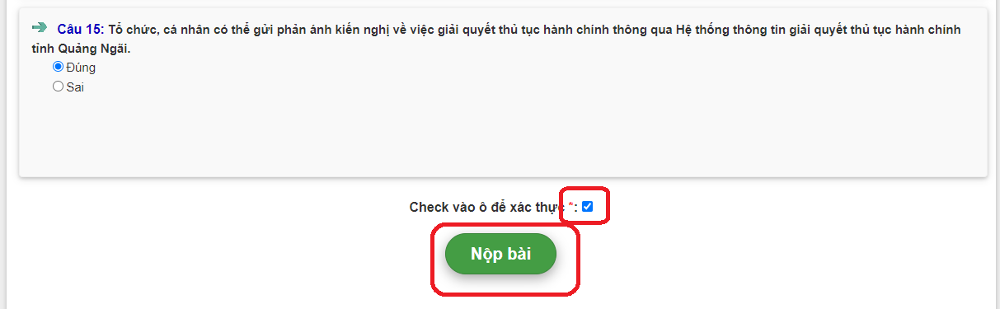 Câu 15: Tổ chức, cá nhân có thể gửi phản ánh kiến nghị về việc giải quyết thủ tục hành chính thông qua Hệ thống thông tin giải quyết thủ tục hành chính
tỉnh Quảng Ngãi.
Đúng
Sai
Check vào ô để xác thực *:
Nộp bài